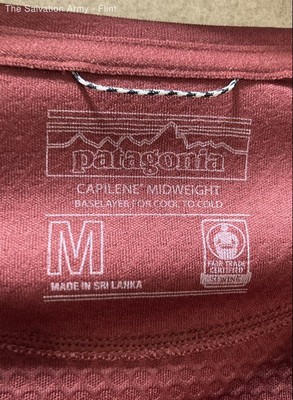 The Salvation Army - Flint
patagonia
CAPILENE® MIDWEIGHT
BASELAYER FOR COOL TO COLD
M
MADE IN SRI LANKA
FAIR TRADE
CERTIFIED
SEWING